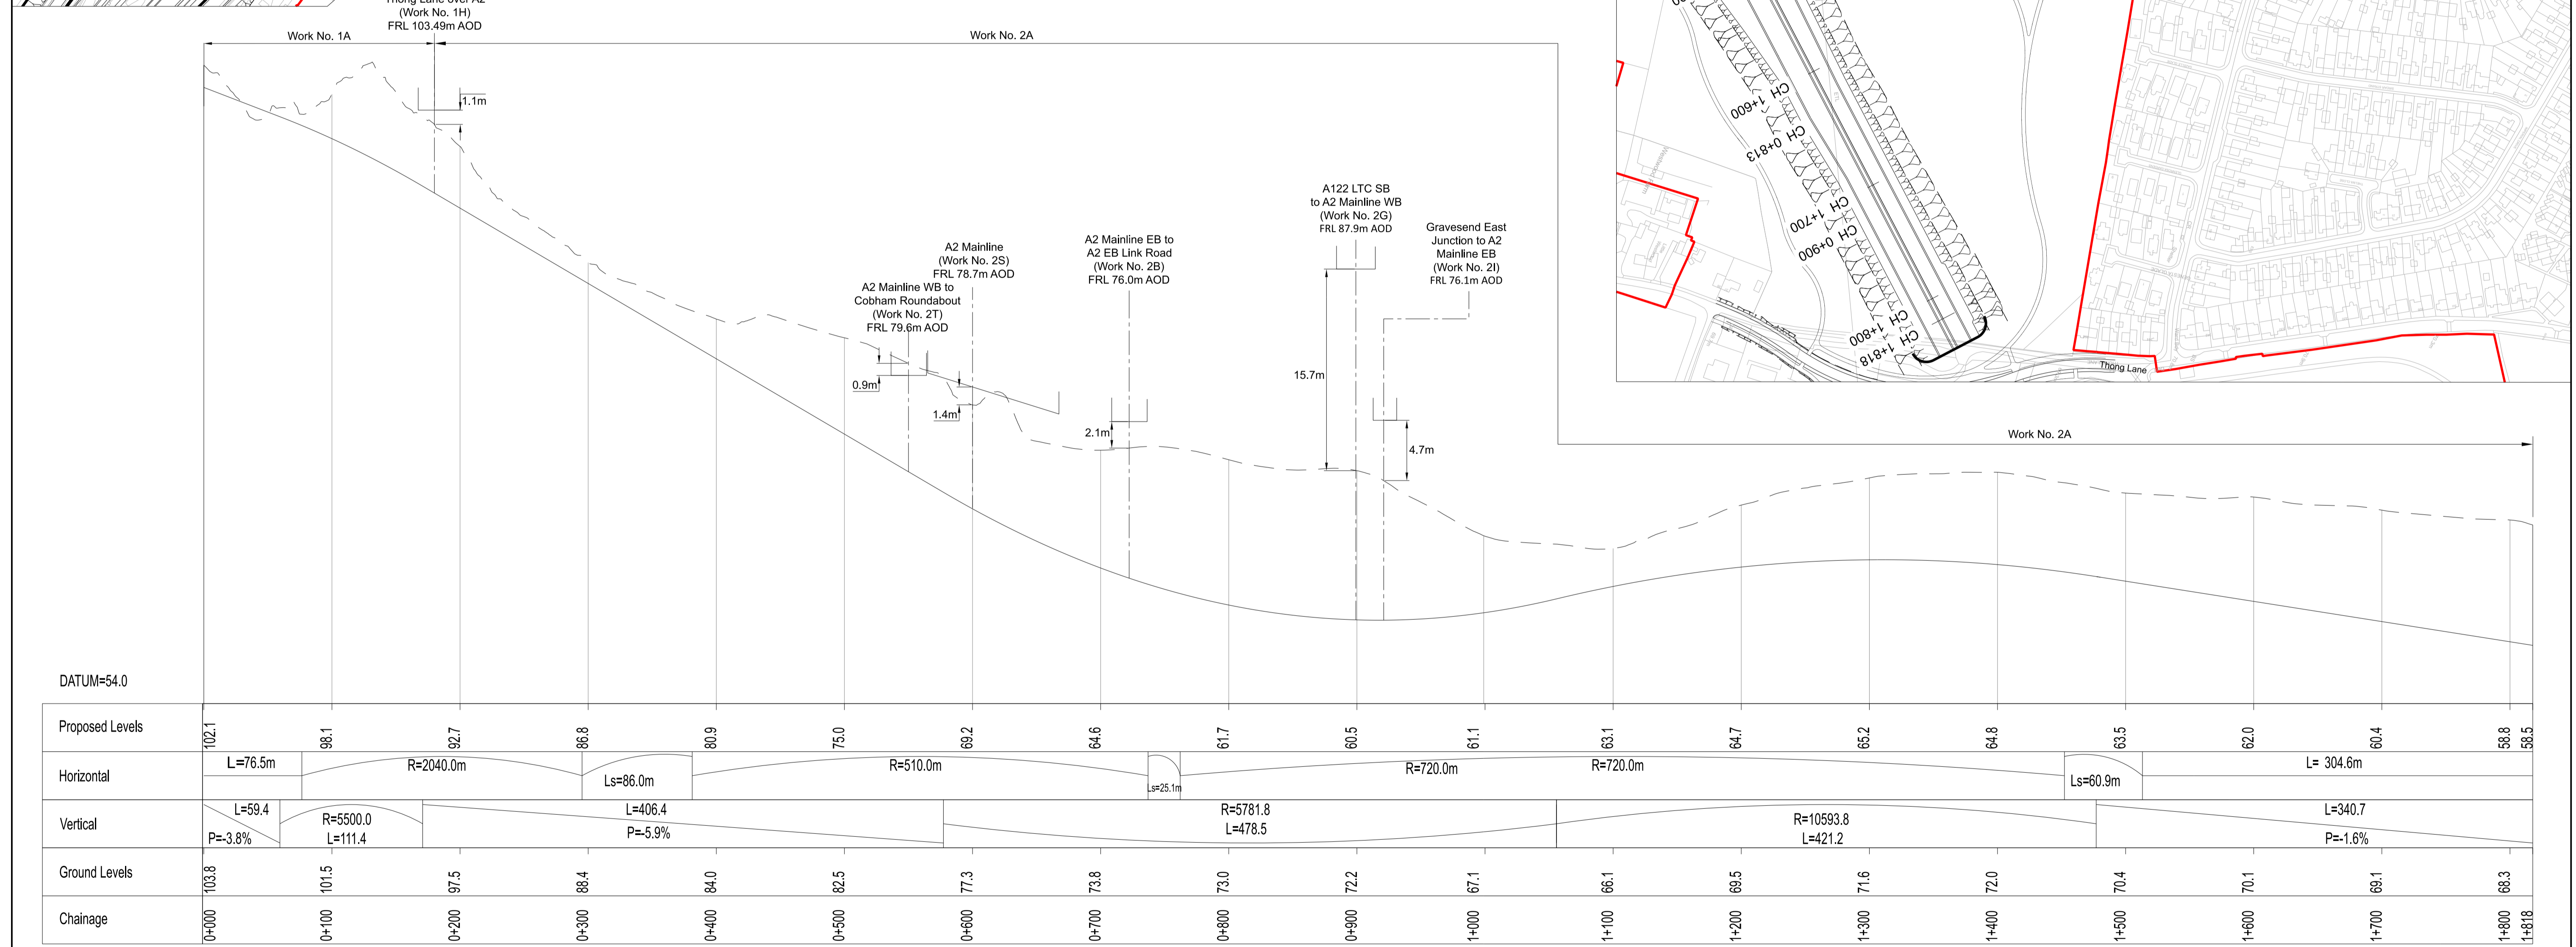 Thong Lane over A2
(Work No. 1H)
FRL 103.49m AOD
Work No. 1A
Work No. 2A
1.1m
A2 Mainline WB to
Cobham Roundabout
(Work No. 2T)
FRL 79.6m AOD
0.9m
A2 Mainline
(Work No. 2S)
FRL 78.7m AOD
1.4m
A2 Mainline EB to
A2 EB Link Road
(Work No. 2B)
FRL 76.0m AOD
2.1m
A122 LTC SB
to A2 Mainline WB
(Work No. 2G)
FRL 87.9m AOD
15.7m
Gravesend East
Junction to A2
Mainline EB
(Work No. 2I)
FRL 76.1m AOD
4.7m
CH 1+600
CH 0+813
CH 1+700
CH 0+900
CH 1+800
CH 1+818
Thong Lane
Work No. 2A
DATUM=54.0
Proposed Levels 102.1 98.1 92.7 86.8 80.9 75.0 69.2 64.6 61.7 60.5 61.1 63.1 64.7 65.2 64.8 63.5 62.0 60.4 58.8 58.5
Horizontal L=76.5m R=2040.0m Ls=86.0m R=510.0m Ls=25.1m R=720.0m R=720.0m Ls=60.9m L= 304.6m
Vertical L=59.4 R=5500.0 L=406.4 R=5781.8 R=10593.8 L=340.7
P=-3.8% L=111.4 P=-5.9% L=478.5 L=421.2 P=-1.6%
Ground Levels 103.8 101.5 97.5 88.4 84.0 82.5 77.3 73.8 73.0 72.2 67.1 66.1 69.5 71.6 72.0 70.4 70.1 69.1 68.3
Chainage 0+000 0+100 0+200 0+300 0+400 0+500 0+600 0+700 0+800 0+900 1+000 1+100 1+200 1+300 1+400 1+500 1+600 1+700 1+800 1+818